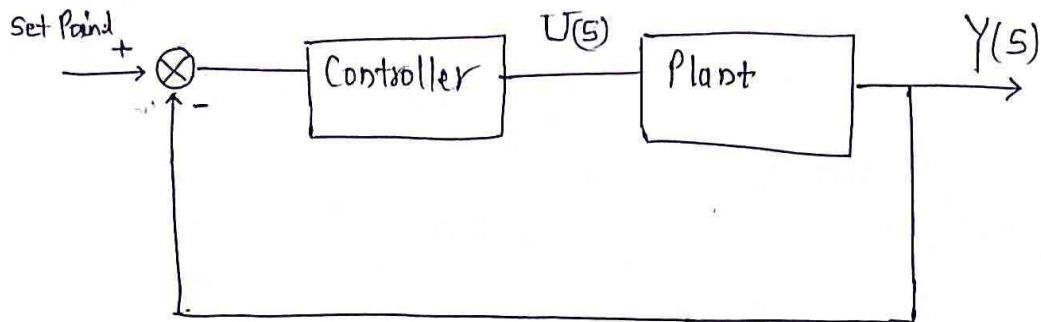 Set Point
+
-
Controller
U(s)
Plant
Y(s)